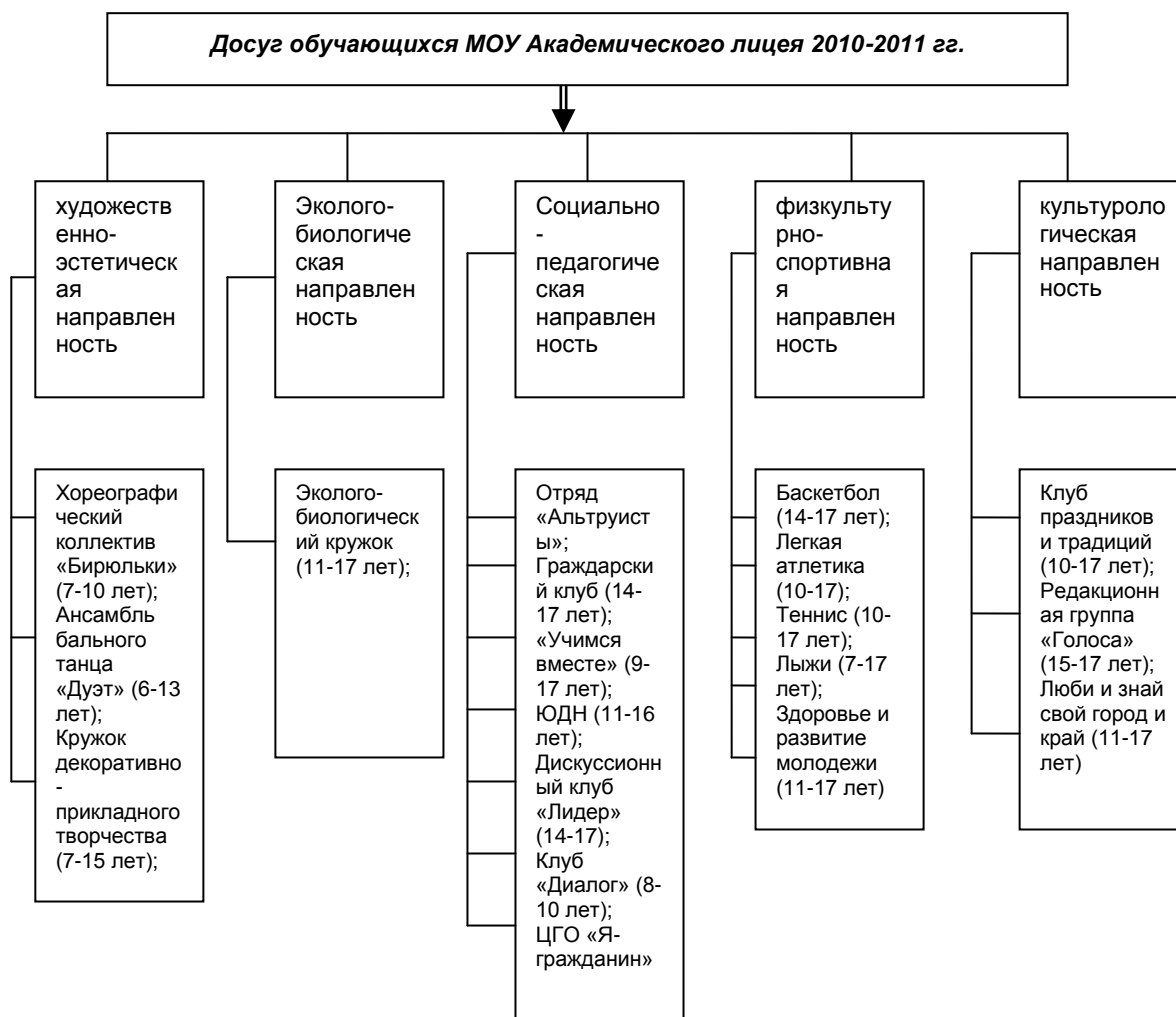 Досуг обучающихся МОУ Академического лицея 2010-2011 гг.
художеств
енно-
эстетическ
ая
направлен
ность
Эколого-
биологиче
ская
направлен
ность
Социально
-
педагогиче
ская
направлен
ность
физкульту
рно-
спортивна
я
направлен
ность
культуроло
гическая
направлен
ность
Хореографи
ческий
коллектив
«Бирюльки»
(7-10 лет);
Ансамбль
бального
танца
«Дуэт» (6-13
лет);
Кружок
декоративно
-
прикладного
творчества
(7-15 лет);
Эколого-
биологическ
ий кружок
(11-17 лет);
Отряд
«Альтруист
ы»;
Граждарски
й клуб (14-
17 лет);
«Учимся
вместе» (9-
17 лет);
ЮДН (11-16
лет);
Дискуссионн
ый клуб
«Лидер»
(14-17);
Клуб
«Диалог» (8-
10 лет);
ЦГО «Я-
гражданин»
Баскетбол
(14-17 лет);
Легкая
атлетика
(10-17);
Теннис (10-
17 лет);
Лыжи (7-17
лет);
Здоровье и
развитие
молодежи
(11-17 лет)
Клуб
праздников
и традиций
(10-17 лет);
Редакционн
ая группа
«Голоса»
(15-17 лет);
Люби и знай
свой город и
край (11-17
лет)